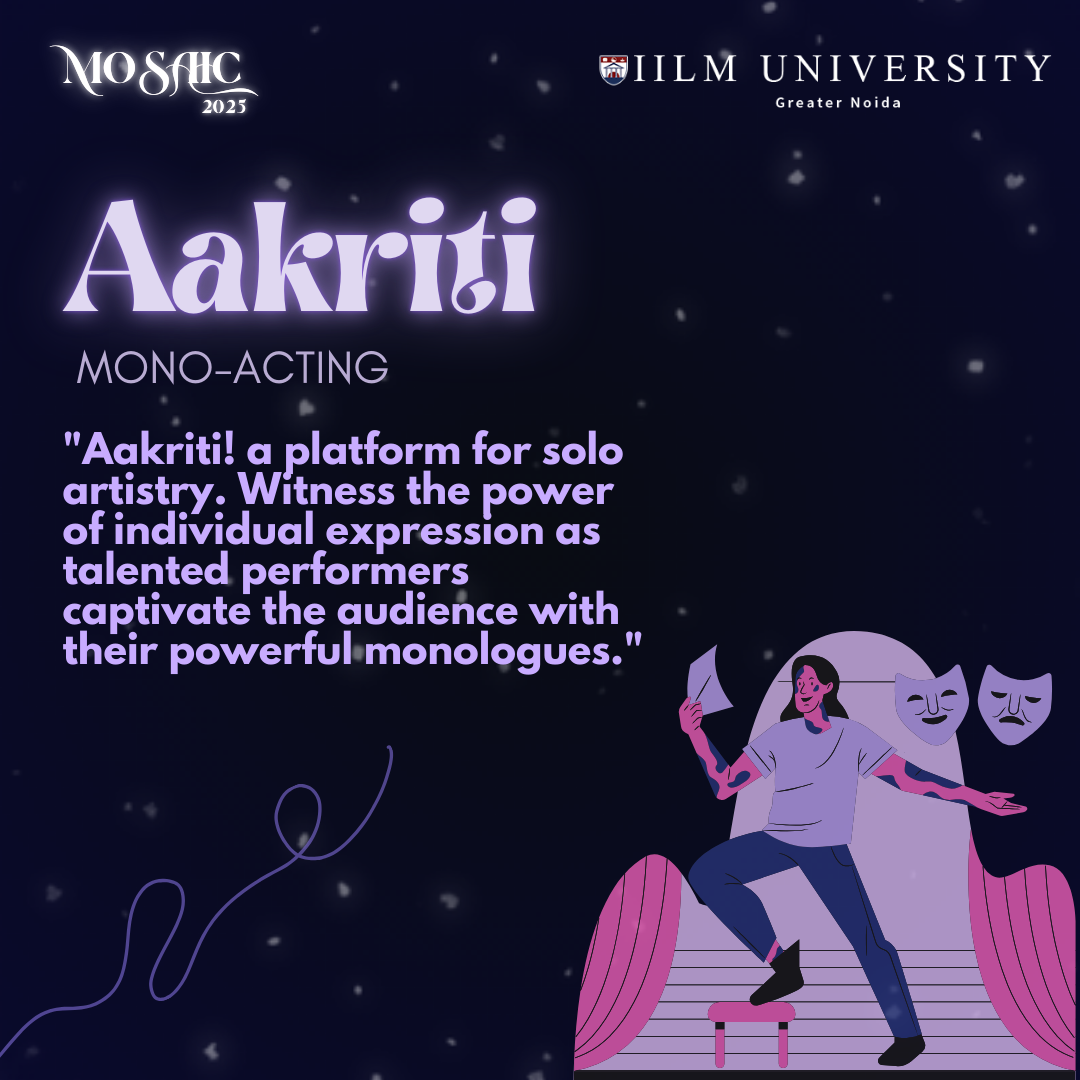 MOSAIC
2025
IILM UNIVERSITY
Greater Noida
Aakriti
MONO-ACTING
"Aakriti! a platform for solo
artistry. Witness the power
of individual expression as
talented performers
captivate the audience with
their powerful monologues."